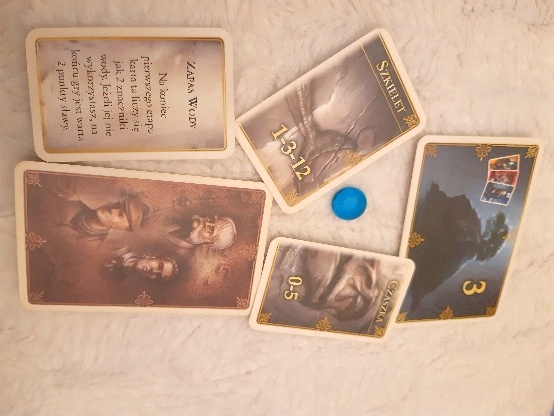 ZAPAS WODY
Na koniec
pierwszego etapu
karta ta liczy się
jak 2 znaczniki
wody. Jeżeli jej nie
wykorzystasz, na
końcu gry jest warta
2 punkty sławy.
SZKIELET
1-3-12
CZASZKA
0-5
3